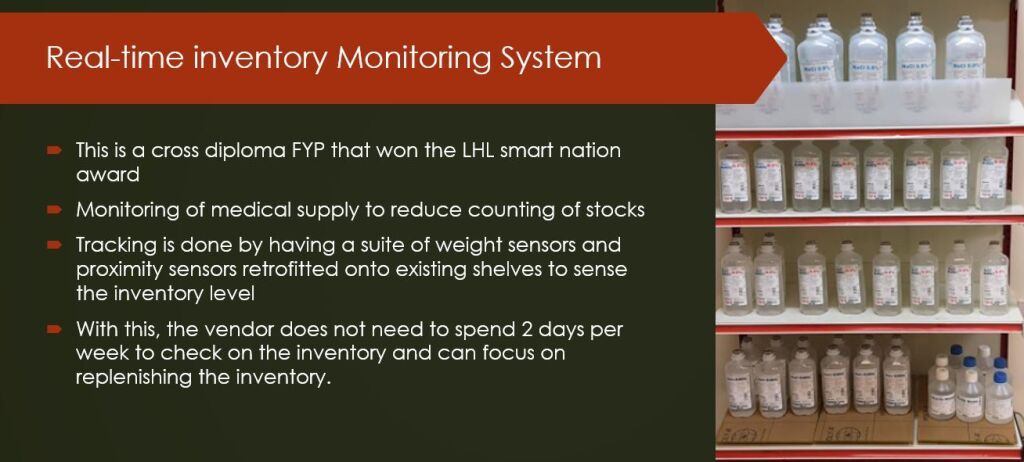 Real-time inventory Monitoring System
This is a cross diploma FYP that won the LHL smart nation
award
Monitoring of medical supply to reduce counting of stocks
Tracking is done by having a suite of weight sensors and
proximity sensors retrofitted onto existing shelves to sense
the inventory level
With this, the vendor does not need to spend 2 days per
week to check on the inventory and can focus on
replenishing the inventory.